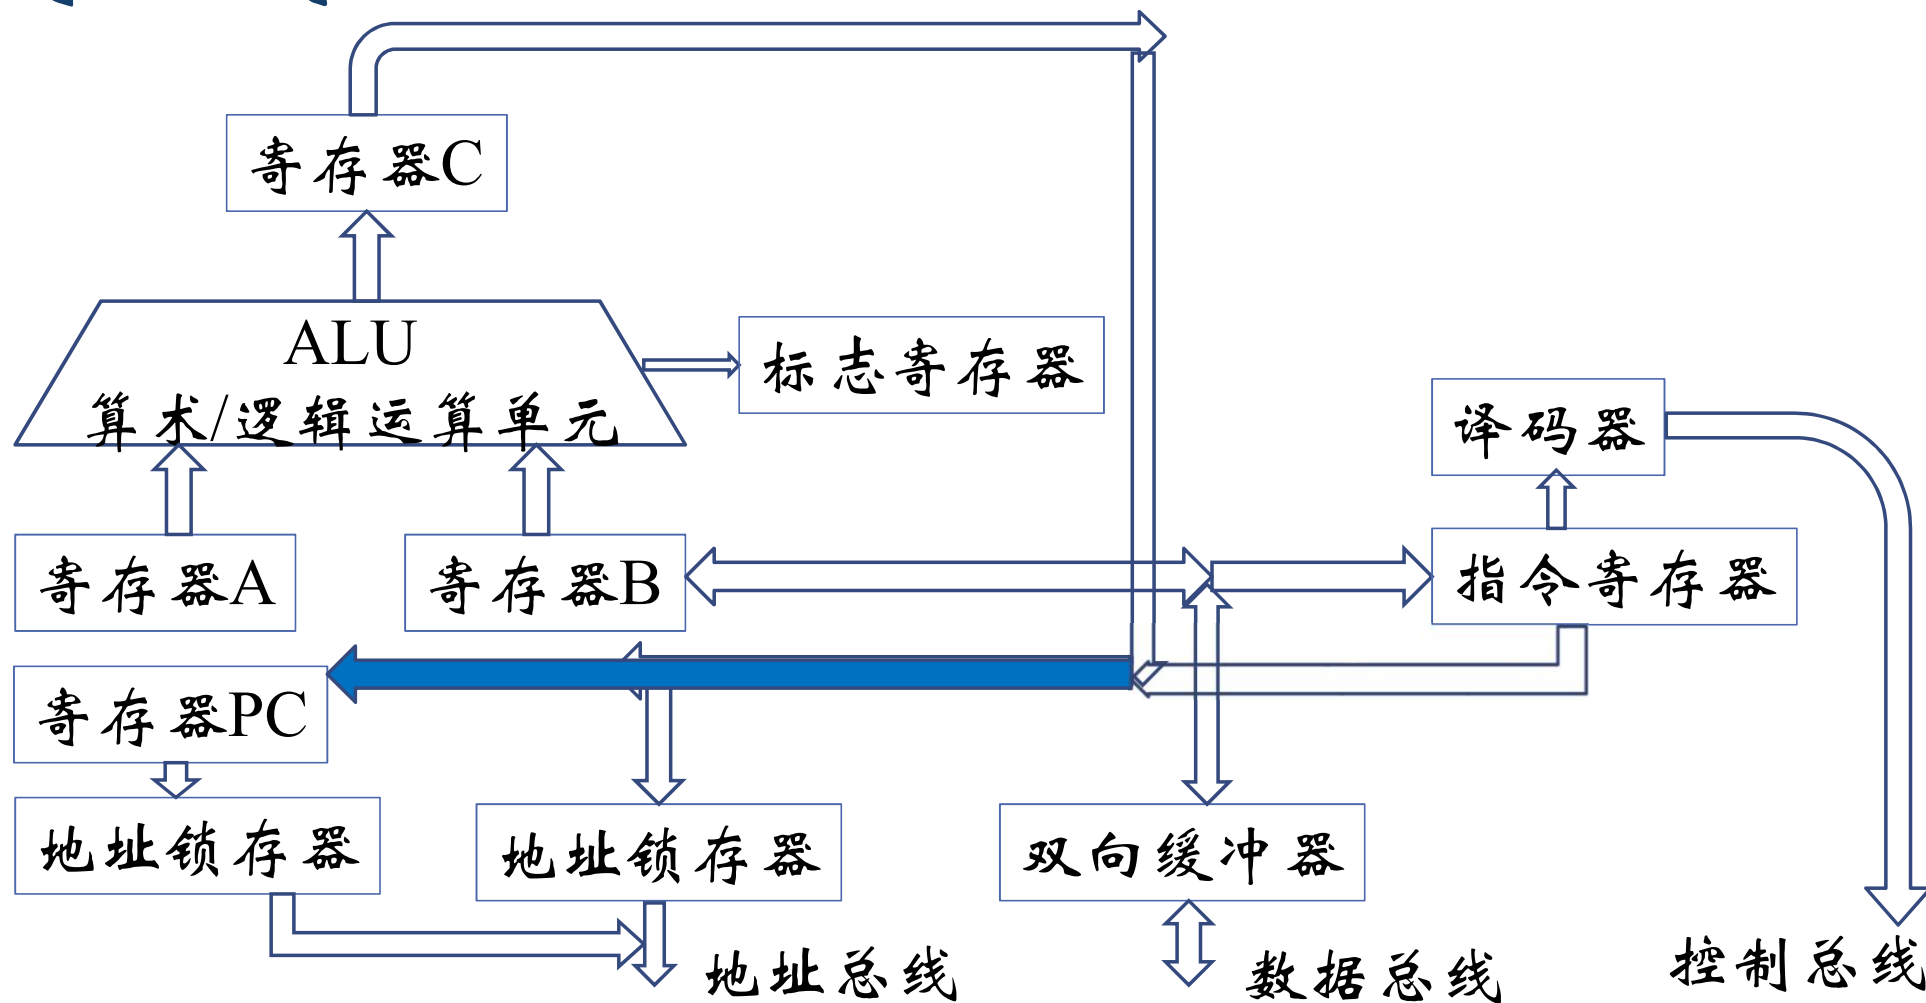 寄存器C
ALU
算术/逻辑运算单元
标志寄存器
译码器
寄存器A
寄存器B
指令寄存器
寄存器PC
地址锁存器
地址锁存器
双向缓冲器
地址总线
数据总线
控制总线